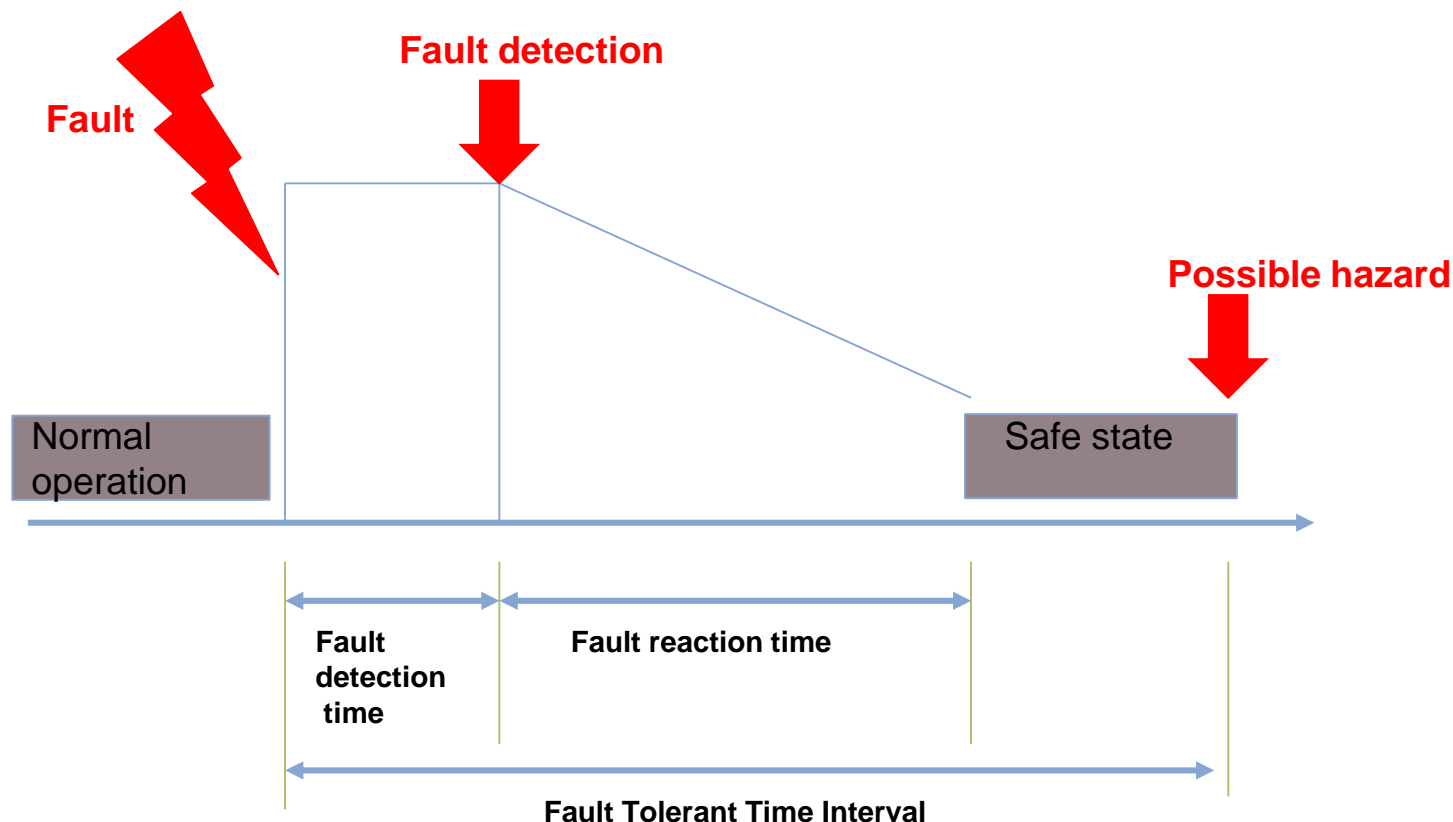 Fault detection
Fault
Possible hazard
Normal
operation
Safe state
Fault
detection
time
Fault reaction time
Fault Tolerant Time Interval